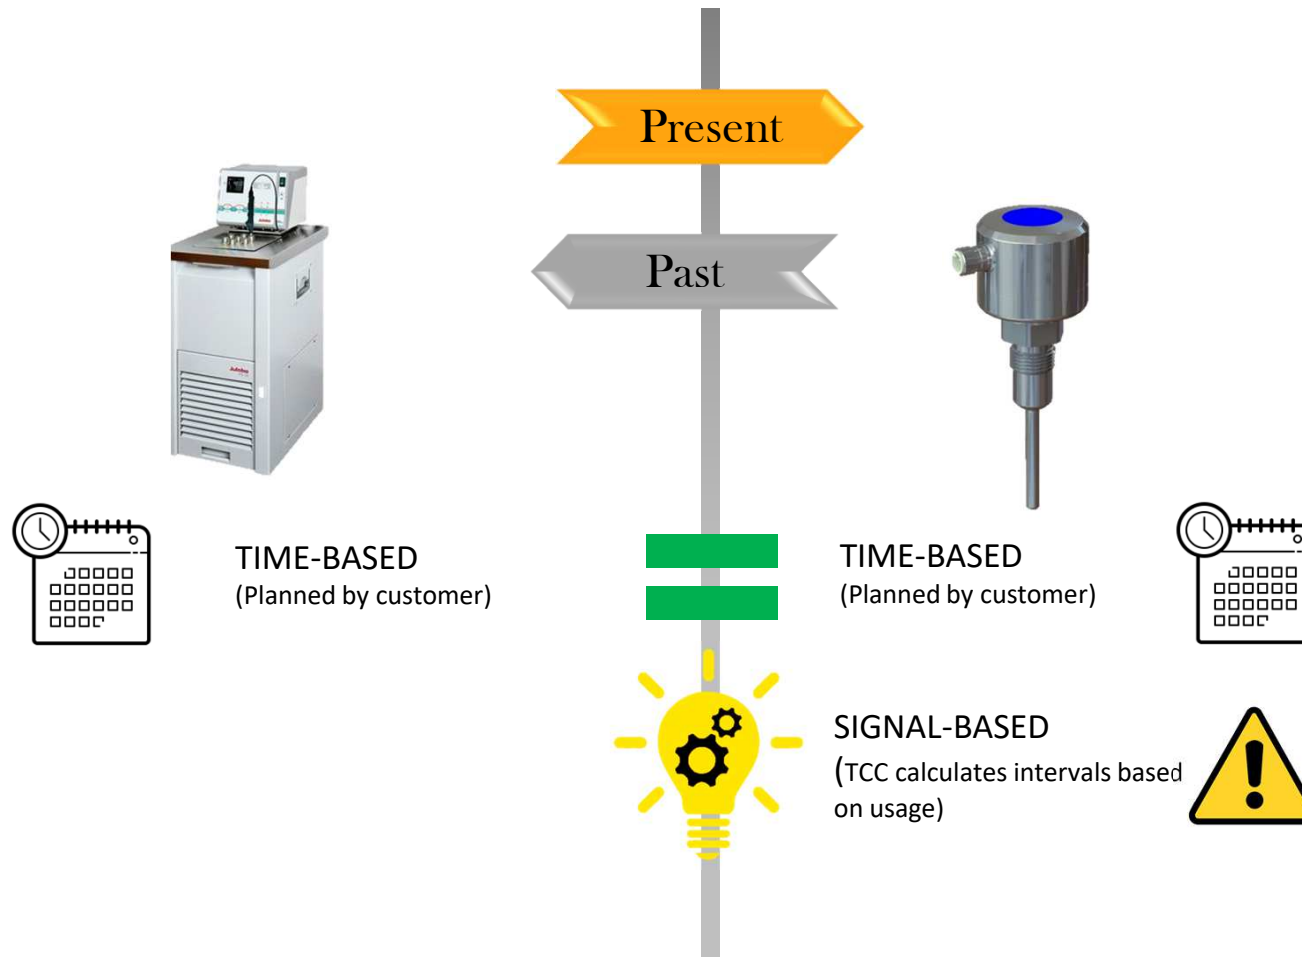 Present
Past
Julabo
TIME-BASED
(Planned by customer)
TIME-BASED
(Planned by customer)
SIGNAL-BASED
(TCC calculates intervals based
on usage)